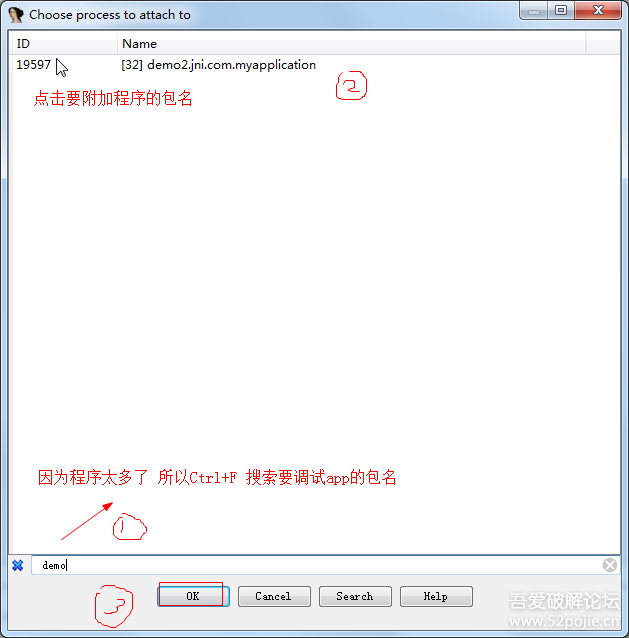 Choose process to attach to
ID Name
19597 [32] demo2.jni.com.myapplication
点击要附加程序的包名
2
因为程序太多了 所以Ctrl+F 搜索要调试app的包名
1
demo
3
OK Cancel Search Help
吾爱破解论坛
www.52pojie.cn